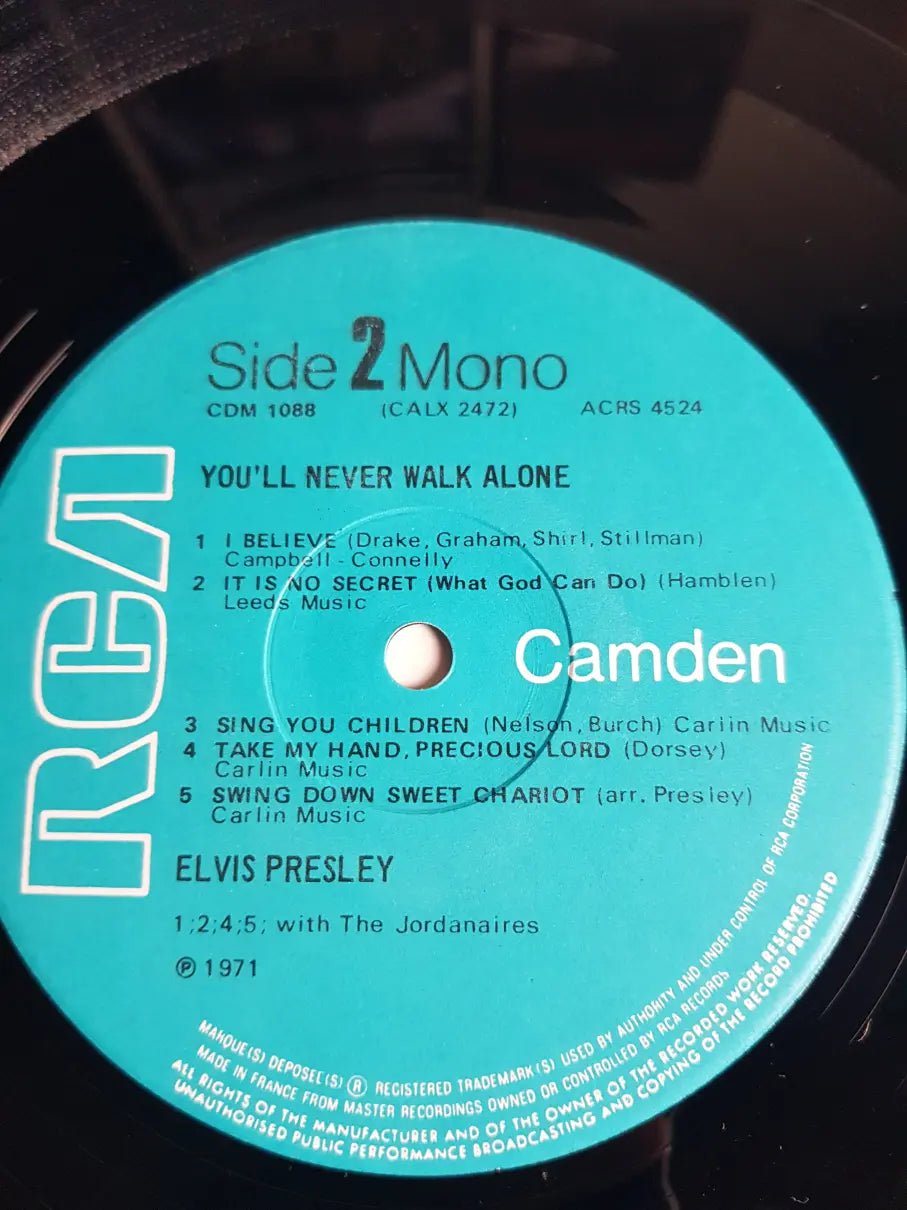 Side 2 Mono
CDM 1088 (CALX 2472) ACRS 4524
YOU'LL NEVER WALK ALONE
1 I BELIEVE (Drake, Graham, Shirl, Stillman)
Campbell - Connelly
2 IT IS NO SECRET (What God Can Do) (Hamblen)
Leeds Music
RCA
Camden
3 SING YOU CHILDREN (Nelson, Burch) Carlin Music
4 TAKE MY HAND, PRECIOUS LORD (Dorsey)
Carlin Music
5 SWING DOWN SWEET CHARIOT (arr. Presley)
Carlin Music
ELVIS PRESLEY
1;2;4;5; with The Jordanaires
℗ 1971
MARQUE(S) DEPOSEE(S) ® REGISTERED TRADEMARK(S) USED BY AUTHORITY AND UNDER CONTROL OF RCA CORPORATION
MADE IN FRANCE FROM MASTER RECORDINGS OWNED OR CONTROLLED BY RCA RECORDS
ALL RIGHTS OF THE MANUFACTURER AND OF THE OWNER OF THE RECORDED WORK RESERVED.
UNAUTHORISED PUBLIC PERFORMANCE BROADCASTING AND COPYING OF THE RECORD PROHIBITED